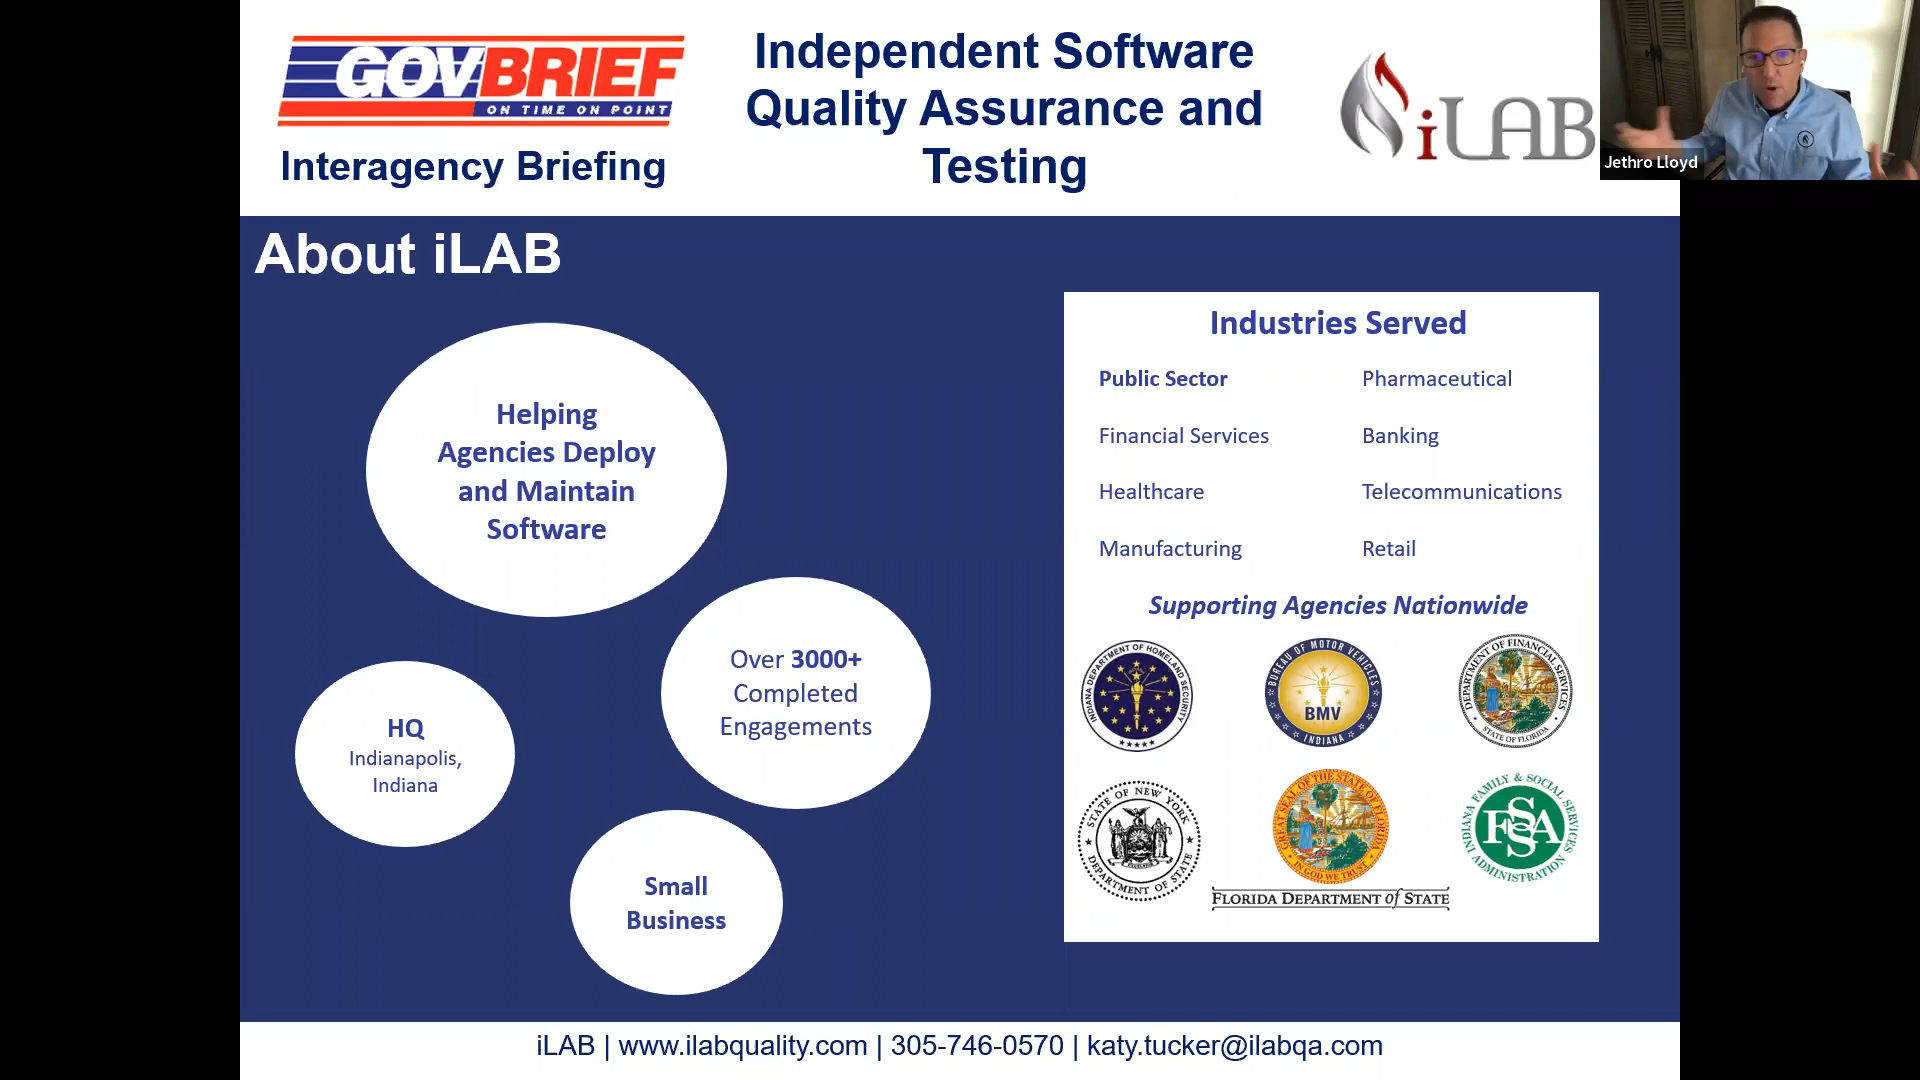 GOVBRIEF
ON TIME ON POINT
Interagency Briefing
Independent Software
Quality Assurance and
Testing
iLAB
Jethro Lloyd
About iLAB
Helping
Agencies Deploy
and Maintain
Software
Over 3000+
Completed
Engagements
HQ
Indianapolis,
Indiana
Small
Business
Industries Served
Public Sector
Pharmaceutical
Financial Services
Banking
Healthcare
Telecommunications
Manufacturing
Retail
Supporting Agencies Nationwide
INDIANA DEPARTMENT OF HOMELAND SECURITY
BUREAU OF MOTOR VEHICLES
BMV
INDIANA
DEPARTMENT OF FINANCIAL SERVICES
STATE OF FLORIDA
STATE OF NEW YORK
EXCELSIOR
DEPARTMENT OF STATE
GREAT SEAL OF THE STATE OF FLORIDA
IN GOD WE TRUST
FLORIDA DEPARTMENT of STATE
INDIANA FAMILY & SOCIAL SERVICES ADMINISTRATION
FSSA
iLAB | www.ilabquality.com | 305-746-0570 | katy.tucker@ilabqa.com